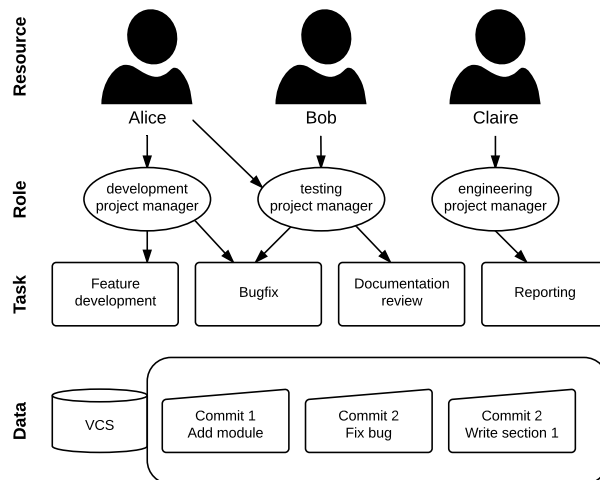 Resource
Alice
Bob
Claire
Role
development
project manager
testing
project manager
engineering
project manager
Task
Feature
development
Bugfix
Documentation
review
Reporting
Data
VCS
Commit 1
Add module
Commit 2
Fix bug
Commit 2
Write section 1